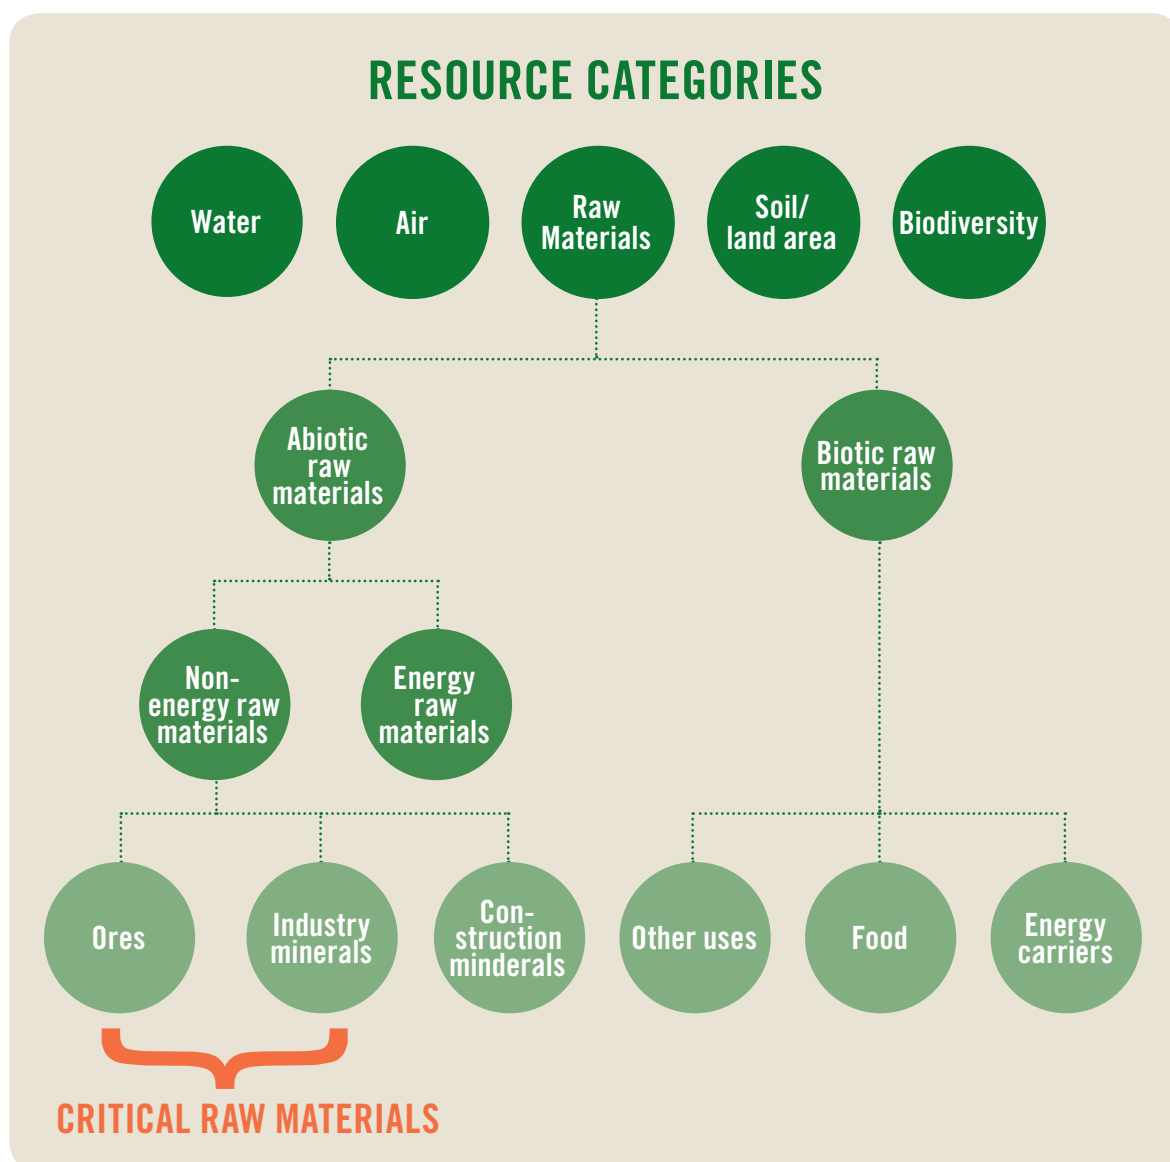 RESOURCE CATEGORIES
Water
Air
Raw
Materials
Soil/
land area
Biodiversity
Abiotic
raw
materials
Biotic raw
materials
Non-
energy raw
materials
Energy
raw
materials
Ores
Industry
minerals
Con-
struction
minderals
Other uses
Food
Energy
carriers
CRITICAL RAW MATERIALS